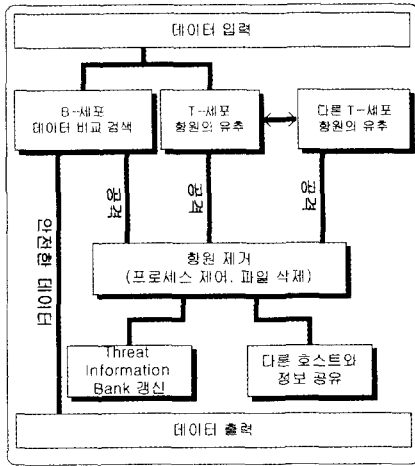 데이터 입력
B-세포
데이터 비교 검색
T-세포
항원의 유추
다른 T-세포
항원의 유추
공격
공격
공격
안전한 데이터
항원 제거
(프로세스 제어, 파일 삭제)
Threat
Information
Bank 갱신
다른 호스트와
정보 공유
데이터 출력